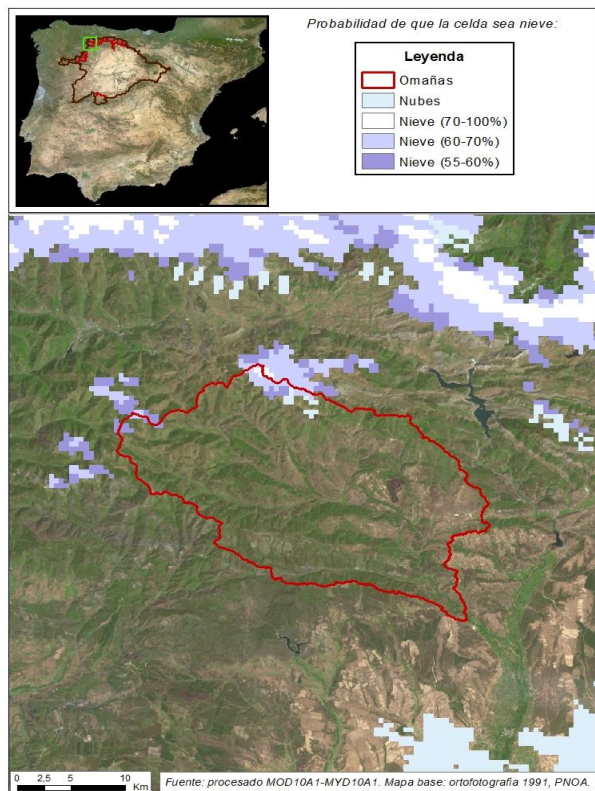 Probabilidad de que la celda sea nieve:
Leyenda
Omañas
Nubes
Nieve (70-100%)
Nieve (60-70%)
Nieve (55-60%)
0 2,5 5 10
Km
Fuente: procesado MOD10A1-MYD10A1. Mapa base: ortofotografía 1991, PNOA.